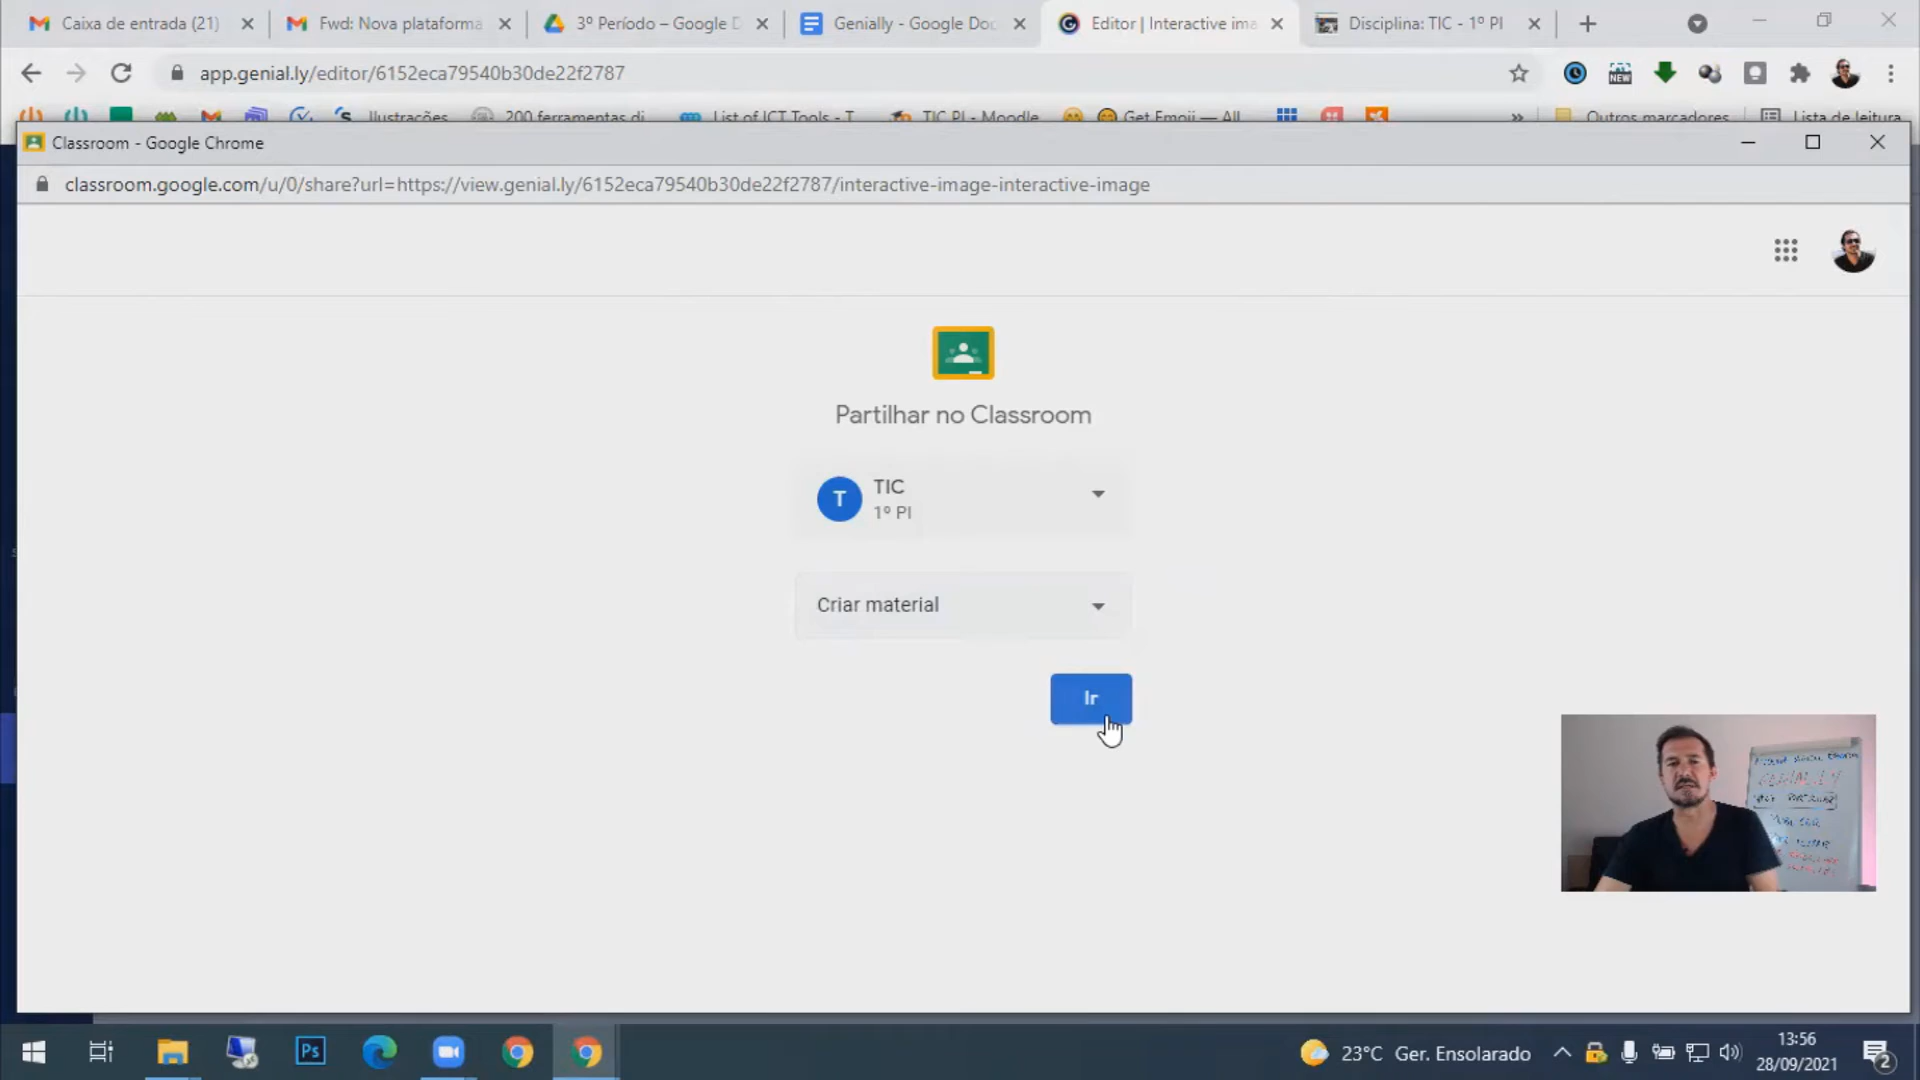 Caixa de entrada (21)
Fwd: Nova plataforma
3º Período – Google D
Genially - Google Doc
Editor | Interactive ima
Disciplina: TIC - 1º PI
app.genial.ly/editor/6152eca79540b30de22f2787
Ilustrações
200 ferramentas di
List of ICT Tools - T
TIC PI - Moodle
Get Emoji — All
»
Outros marcadores
Lista de leitura
Classroom - Google Chrome
classroom.google.com/u/0/share?url=https://view.genial.ly/6152eca79540b30de22f2787/interactive-image-interactive-image
Partilhar no Classroom
T
TIC
1º PI
Criar material
Ir
GENIALLY
Ps
23°C Ger. Ensolarado
13:56
28/09/2021
2